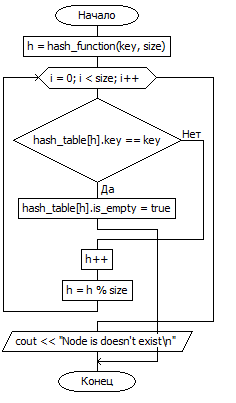 Начало
h = hash_function(key, size)
i = 0; i < size; i++
hash_table[h].key == key
Нет
Да
hash_table[h].is_empty = true
h++
h = h % size
cout << "Node is doesn't exist\n"
Конец